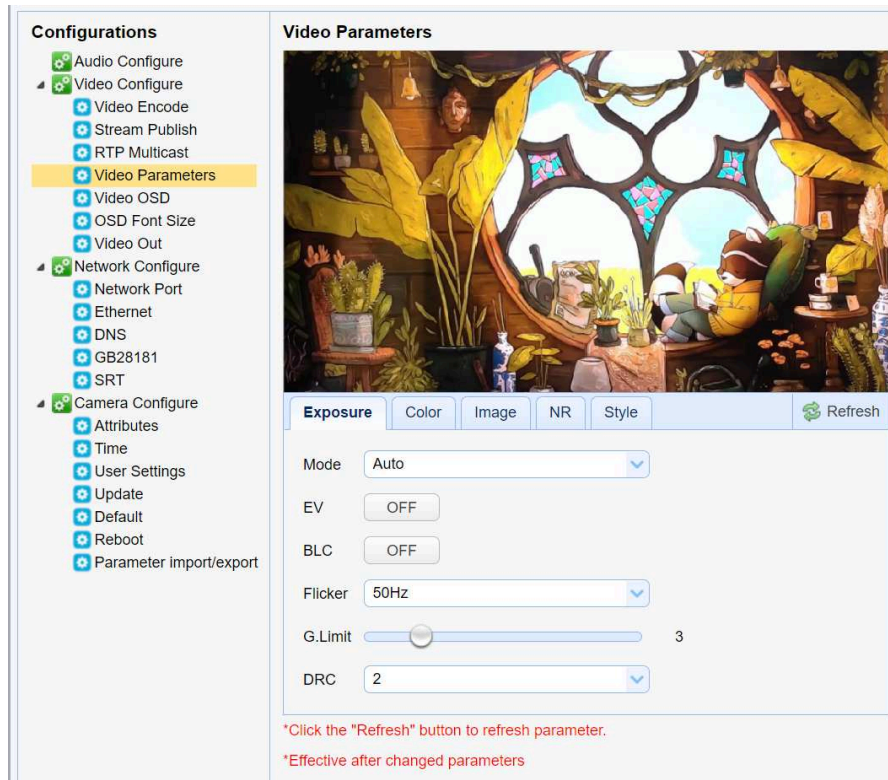 Configurations
Audio Configure
Video Configure
Video Encode
Stream Publish
RTP Multicast
Video Parameters
Video OSD
OSD Font Size
Video Out
Network Configure
Network Port
Ethernet
DNS
GB28181
SRT
Camera Configure
Attributes
Time
User Settings
Update
Default
Reboot
Parameter import/export
Video Parameters
Exposure Color Image NR Style Refresh
Mode Auto
EV OFF
BLC OFF
Flicker 50Hz
G.Limit 3
DRC 2
*Click the "Refresh" button to refresh parameter.
*Effective after changed parameters